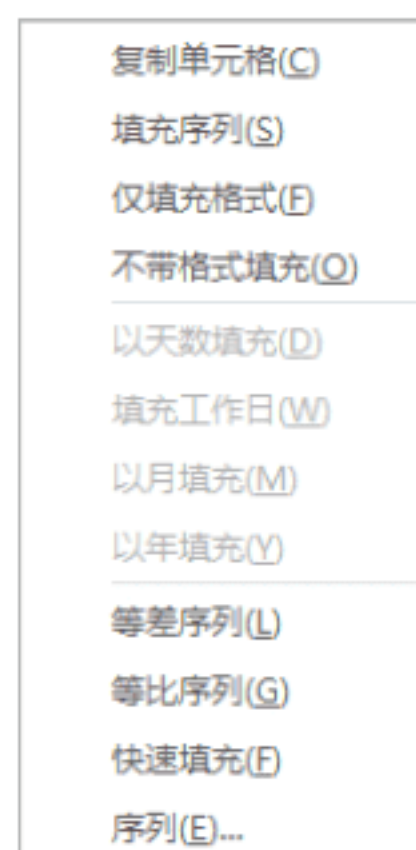 复制单元格(C)
填充序列(S)
仅填充格式(F)
不带格式填充(O)
以天数填充(D)
填充工作日(W)
以月填充(M)
以年填充(Y)
等差序列(L)
等比序列(G)
快速填充(F)
序列(E)...